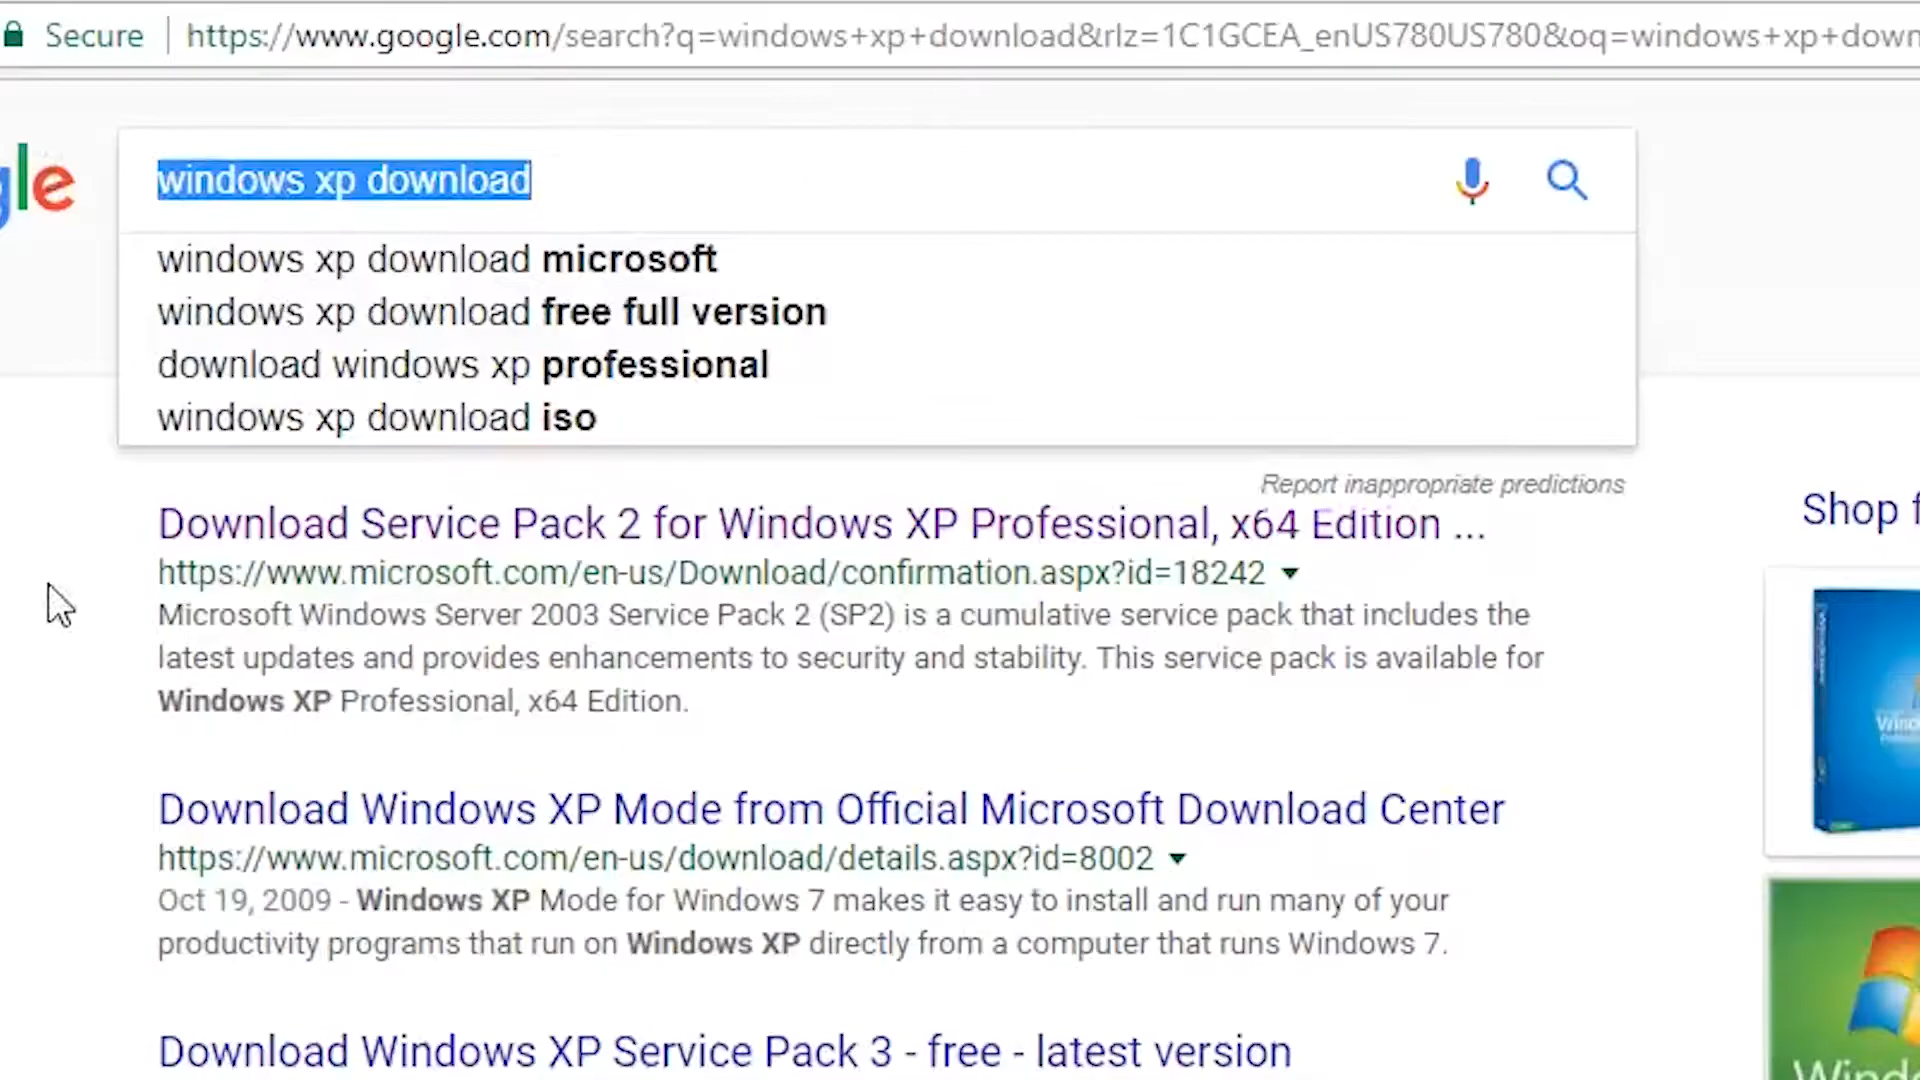 Secure https://www.google.com/search?q=windows+xp+download&rlz=1C1GCEA_enUS780US780&oq=windows+xp+down
gle
windows xp download
windows xp download microsoft
windows xp download free full version
download windows xp professional
windows xp download iso
Report inappropriate predictions
Download Service Pack 2 for Windows XP Professional, x64 Edition ...
https://www.microsoft.com/en-us/Download/confirmation.aspx?id=18242
Microsoft Windows Server 2003 Service Pack 2 (SP2) is a cumulative service pack that includes the
latest updates and provides enhancements to security and stability. This service pack is available for
Windows XP Professional, x64 Edition.
Download Windows XP Mode from Official Microsoft Download Center
https://www.microsoft.com/en-us/download/details.aspx?id=8002
Oct 19, 2009 - Windows XP Mode for Windows 7 makes it easy to install and run many of your
productivity programs that run on Windows XP directly from a computer that runs Windows 7.
Download Windows XP Service Pack 3 - free - latest version
Shop f